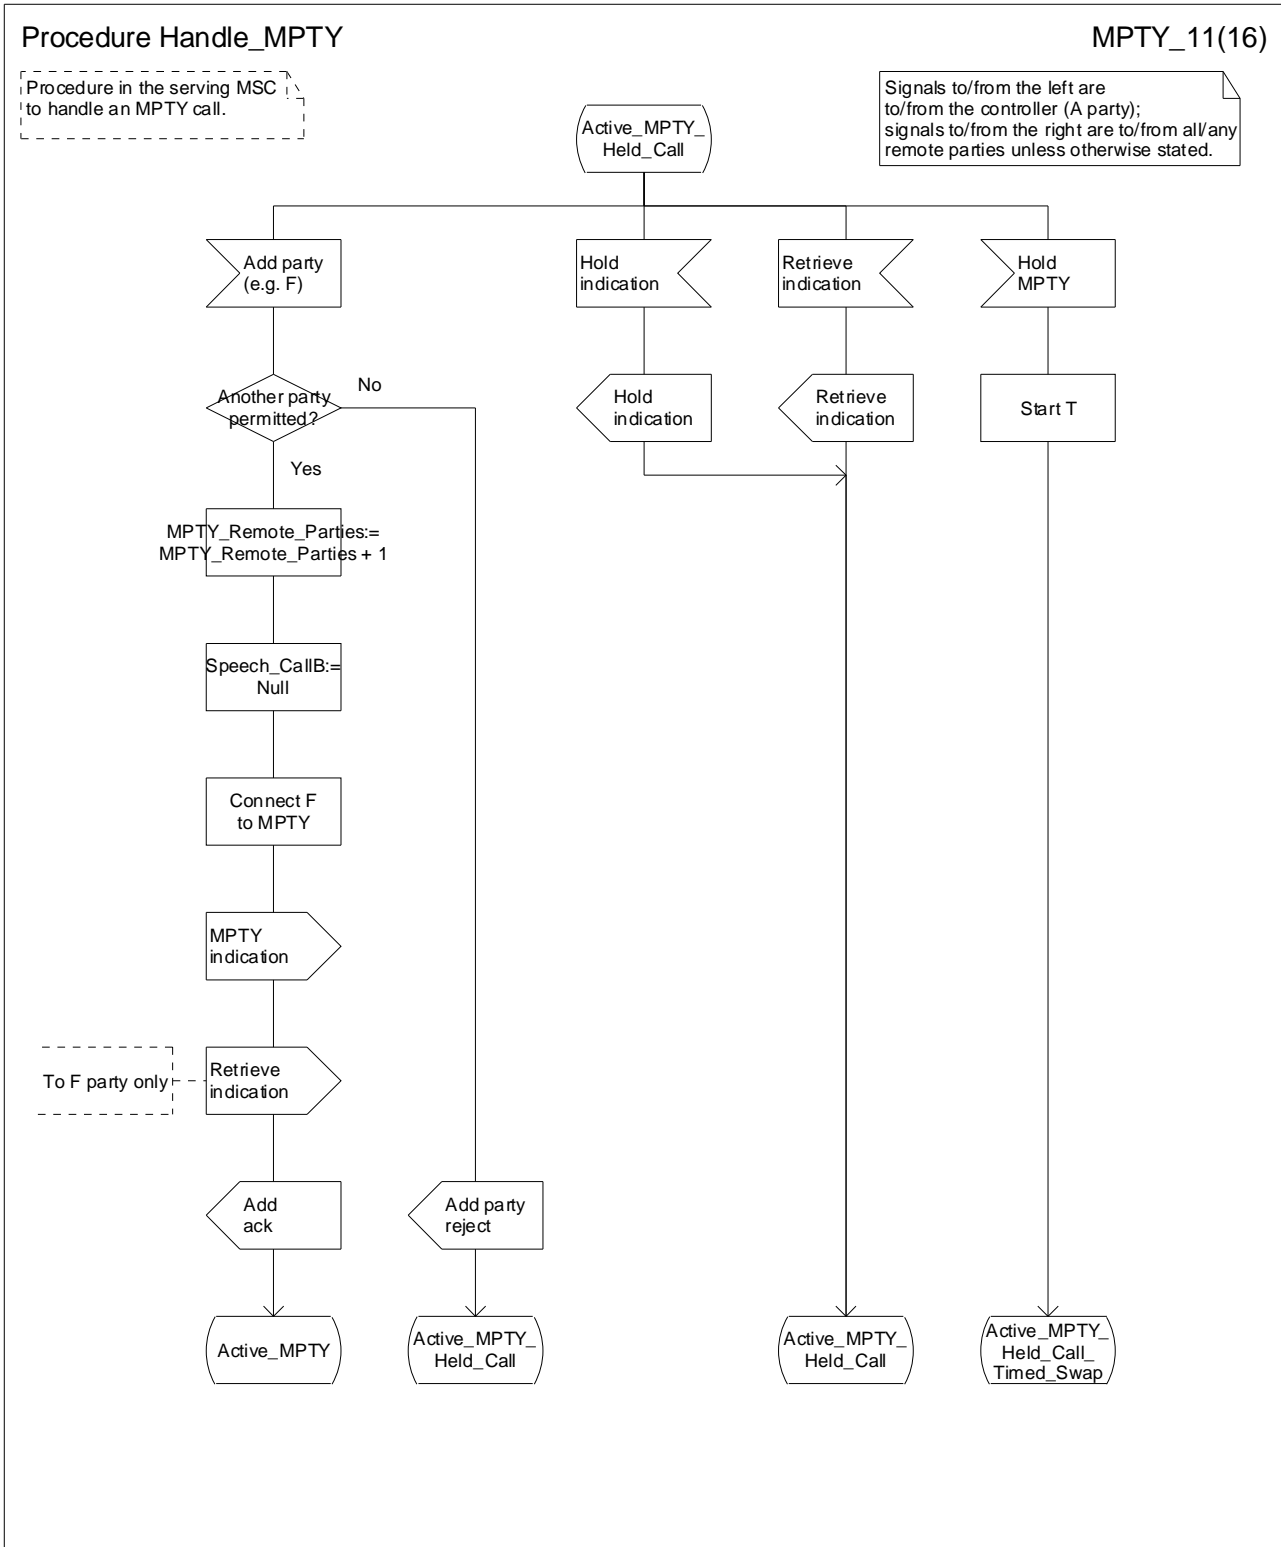 Procedure Handle_MPTY
MPTY_11(16)
Procedure in the serving MSC
to handle an MPTY call.
Signals to/from the left are
to/from the controller (A party);
signals to/from the right are to/from all/any
remote parties unless otherwise stated.
Active_MPTY_
Held_Call
Add party
(e.g. F)
Hold
indication
Retrieve
indication
Hold
MPTY
Another party
permitted?
No
Yes
Hold
indication
Retrieve
indication
Start T
MPTY_Remote_Parties:=
MPTY_Remote_Parties + 1
Speech_CallB:=
Null
Connect F
to MPTY
MPTY
indication
To F party only
Retrieve
indication
Add
ack
Add party
reject
Active_MPTY
Active_MPTY_
Held_Call
Active_MPTY_
Held_Call
Active_MPTY_
Held_Call_
Timed_Swap